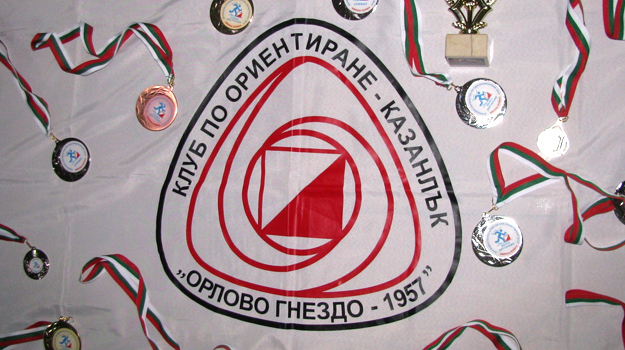 КЛУБ ПО ОРИЕНТИРАНЕ - КАЗАНЛЪК
„ОРЛОВО ГНЕЗДО - 1957”